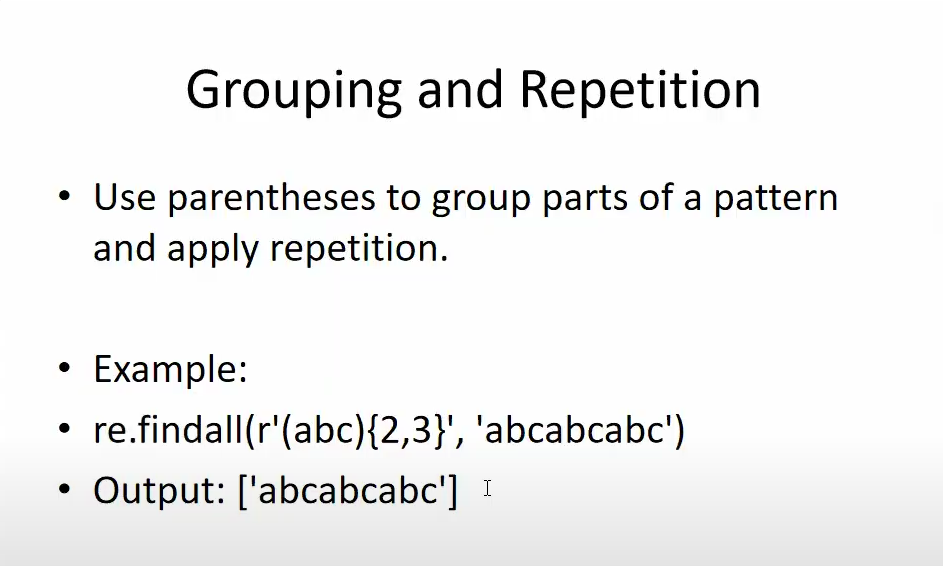 Grouping and Repetition
• Use parentheses to group parts of a pattern
and apply repetition.
• Example:
• re.findall(r'(abc){2,3}', 'abcabcabc')
• Output: ['abcabcabc']